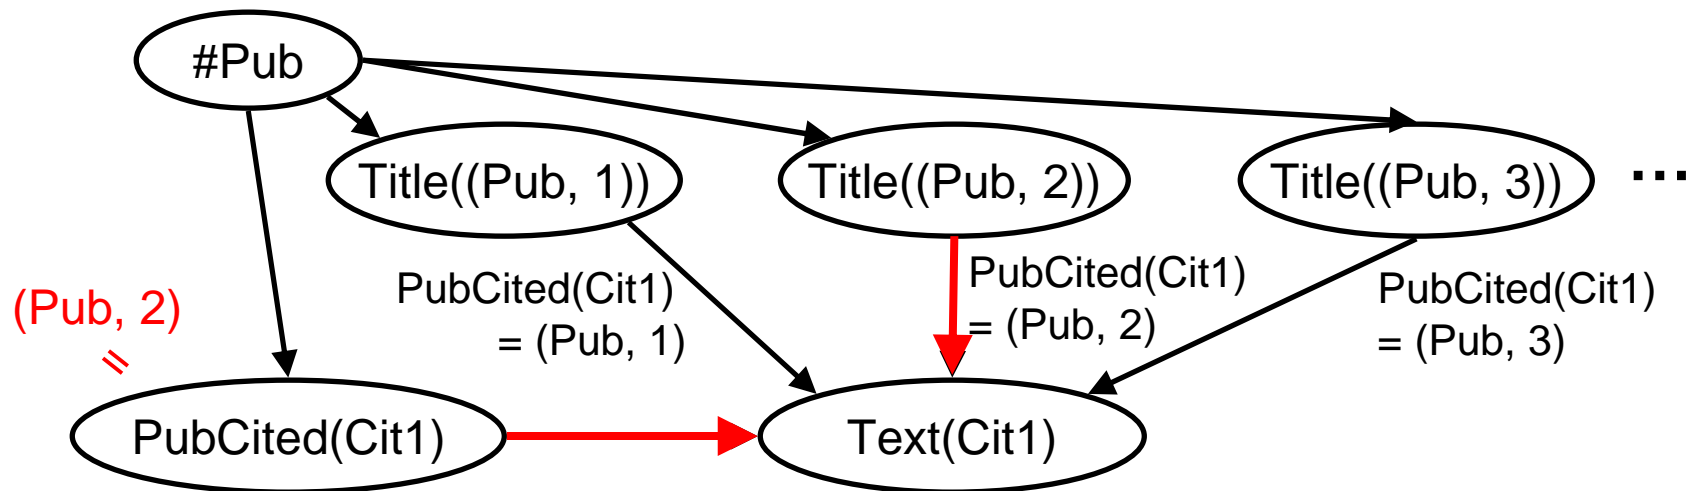 #Pub
Title((Pub, 1))
Title((Pub, 2))
Title((Pub, 3))
...
PubCited(Cit1)
= (Pub, 1)
PubCited(Cit1)
= (Pub, 2)
PubCited(Cit1)
= (Pub, 3)
(Pub, 2)
=
PubCited(Cit1)
Text(Cit1)